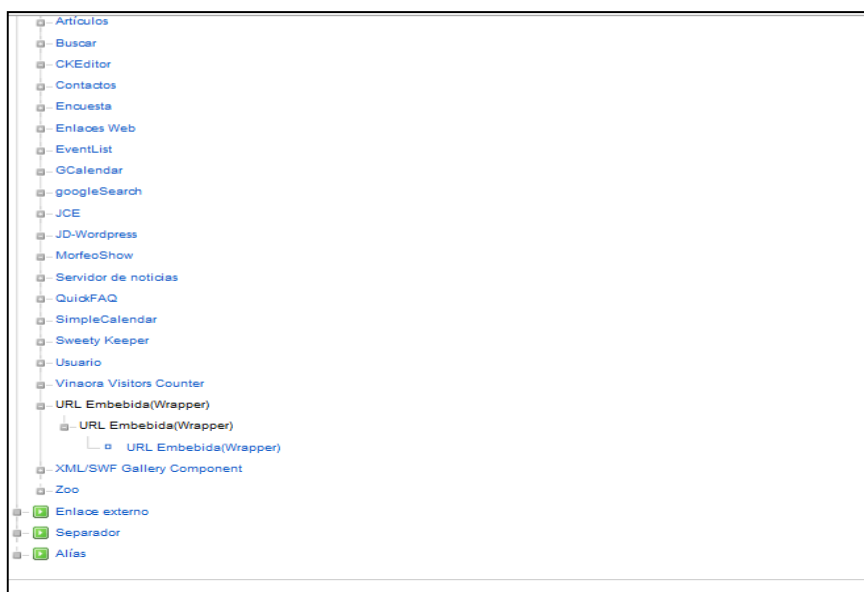 Artículos
Buscar
CKEditor
Contactos
Encuesta
Enlaces Web
EventList
GCalendar
googleSearch
JCE
JD-Wordpress
MorfeoShow
Servidor de noticias
QuickFAQ
SimpleCalendar
Sweety Keeper
Usuario
Vinaora Visitors Counter
URL Embebida(Wrapper)
URL Embebida(Wrapper)
URL Embebida(Wrapper)
XML/SWF Gallery Component
Zoo
Enlace externo
Separador
Alías